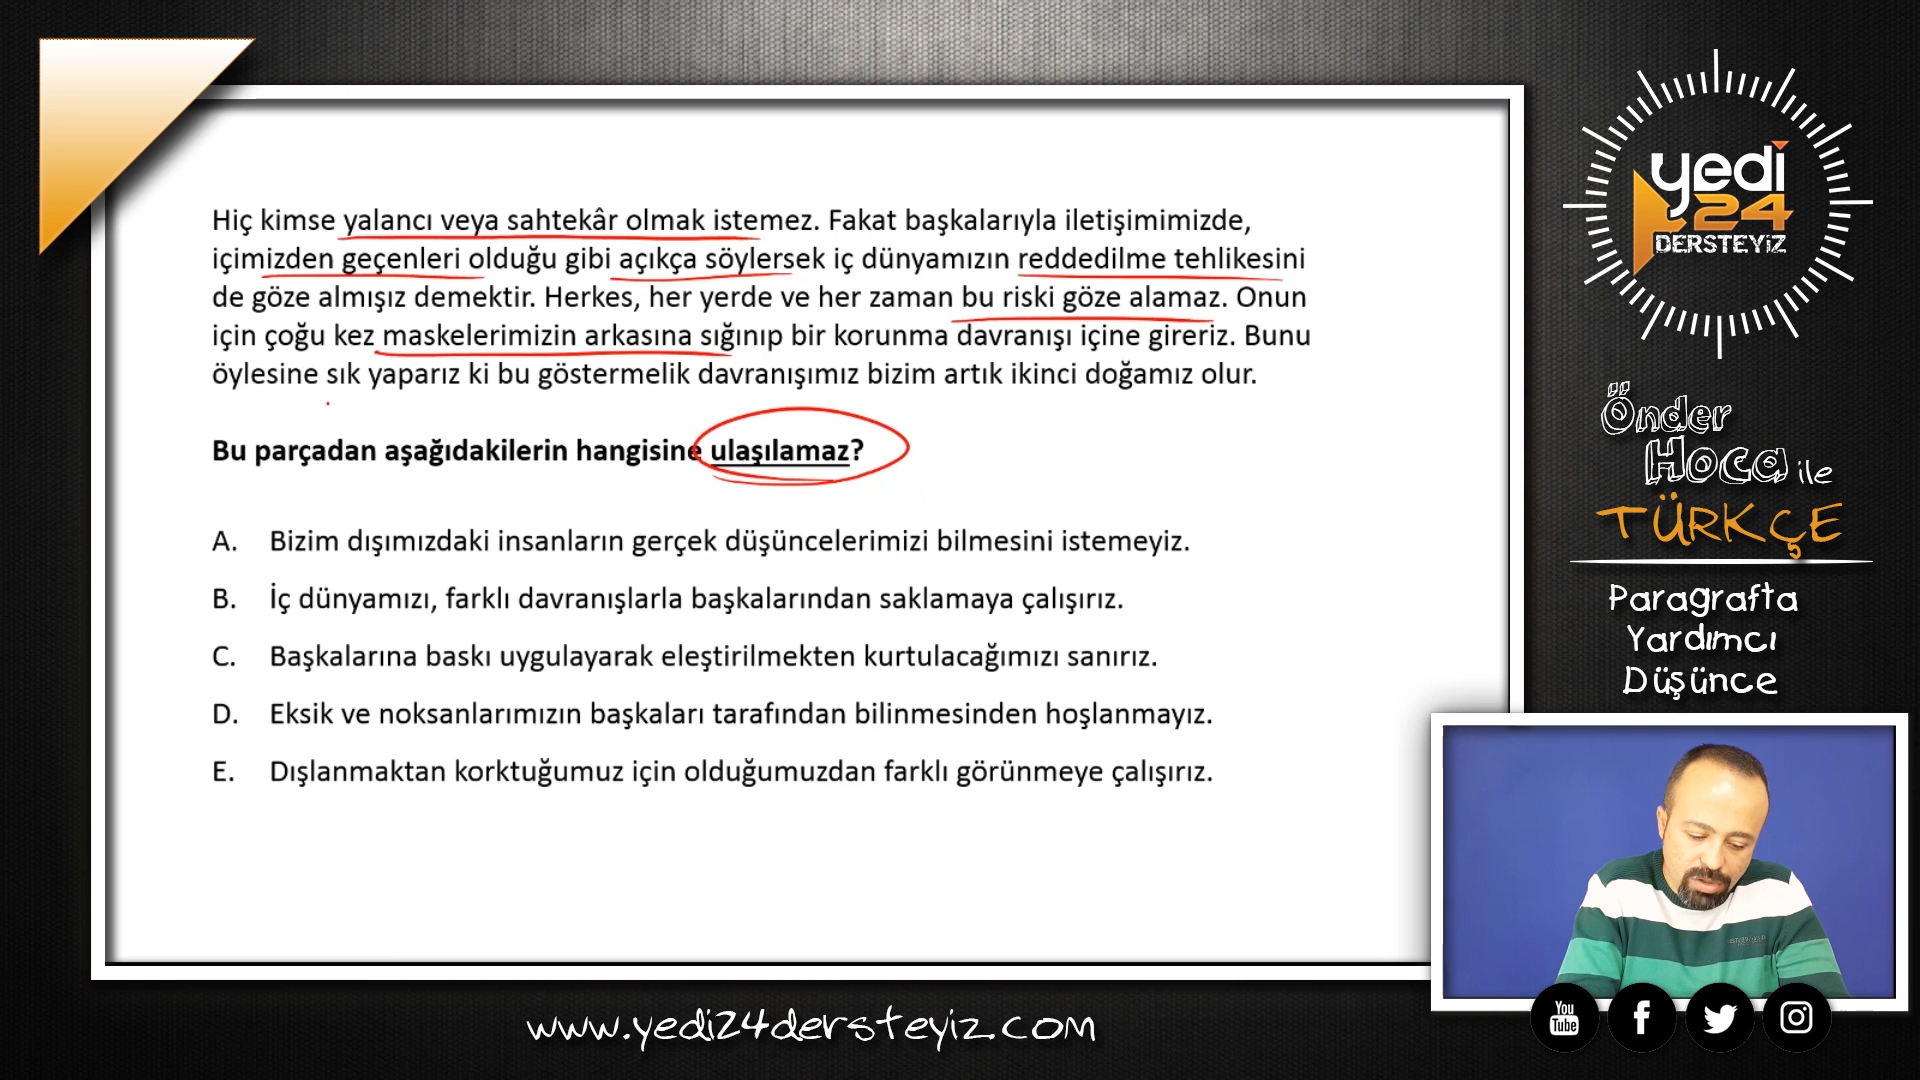 Hiç kimse yalancı veya sahtekâr olmak istemez. Fakat başkalarıyla iletişimimizde,
içimizden geçenleri olduğu gibi açıkça söylersek iç dünyamızın reddedilme tehlikesini
de göze almışız demektir. Herkes, her yerde ve her zaman bu riski göze alamaz. Onun
için çoğu kez maskelerimizin arkasına sığınıp bir korunma davranışı içine gireriz. Bunu
öylesine sık yaparız ki bu göstermelik davranışımız bizim artık ikinci doğamız olur.
Bu parçadan aşağıdakilerin hangisine ulaşılamaz?
A. Bizim dışımızdaki insanların gerçek düşüncelerimizi bilmesini istemeyiz.
B. İç dünyamızı, farklı davranışlarla başkalarından saklamaya çalışırız.
C. Başkalarına baskı uygulayarak eleştirilmekten kurtulacağımızı sanırız.
D. Eksik ve noksanlarımızın başkaları tarafından bilinmesinden hoşlanmayız.
E. Dışlanmaktan korktuğumuz için olduğumuzdan farklı görünmeye çalışırız.
yedi
24
DERSTEYİZ
Önder
Hoca ile
TÜRKÇE
Paragrafta
Yardımcı
Düşünce
www.yedi24dersteyiz.com
You
Tube